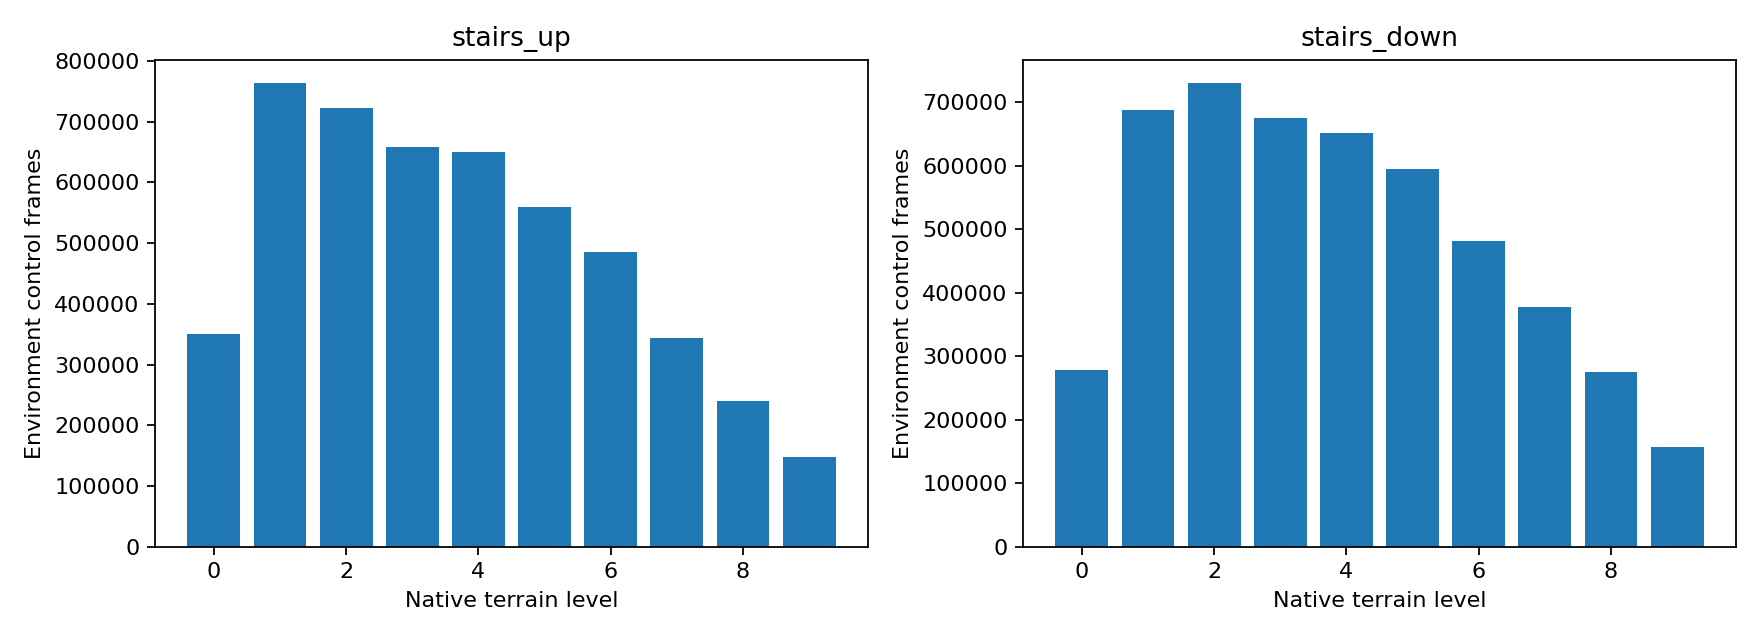 stairs_up
800000
700000
600000
500000
400000
300000
200000
100000
0
Environment control frames
0 2 4 6 8
Native terrain level
stairs_down
700000
600000
500000
400000
300000
200000
100000
0
Environment control frames
0 2 4 6 8
Native terrain level